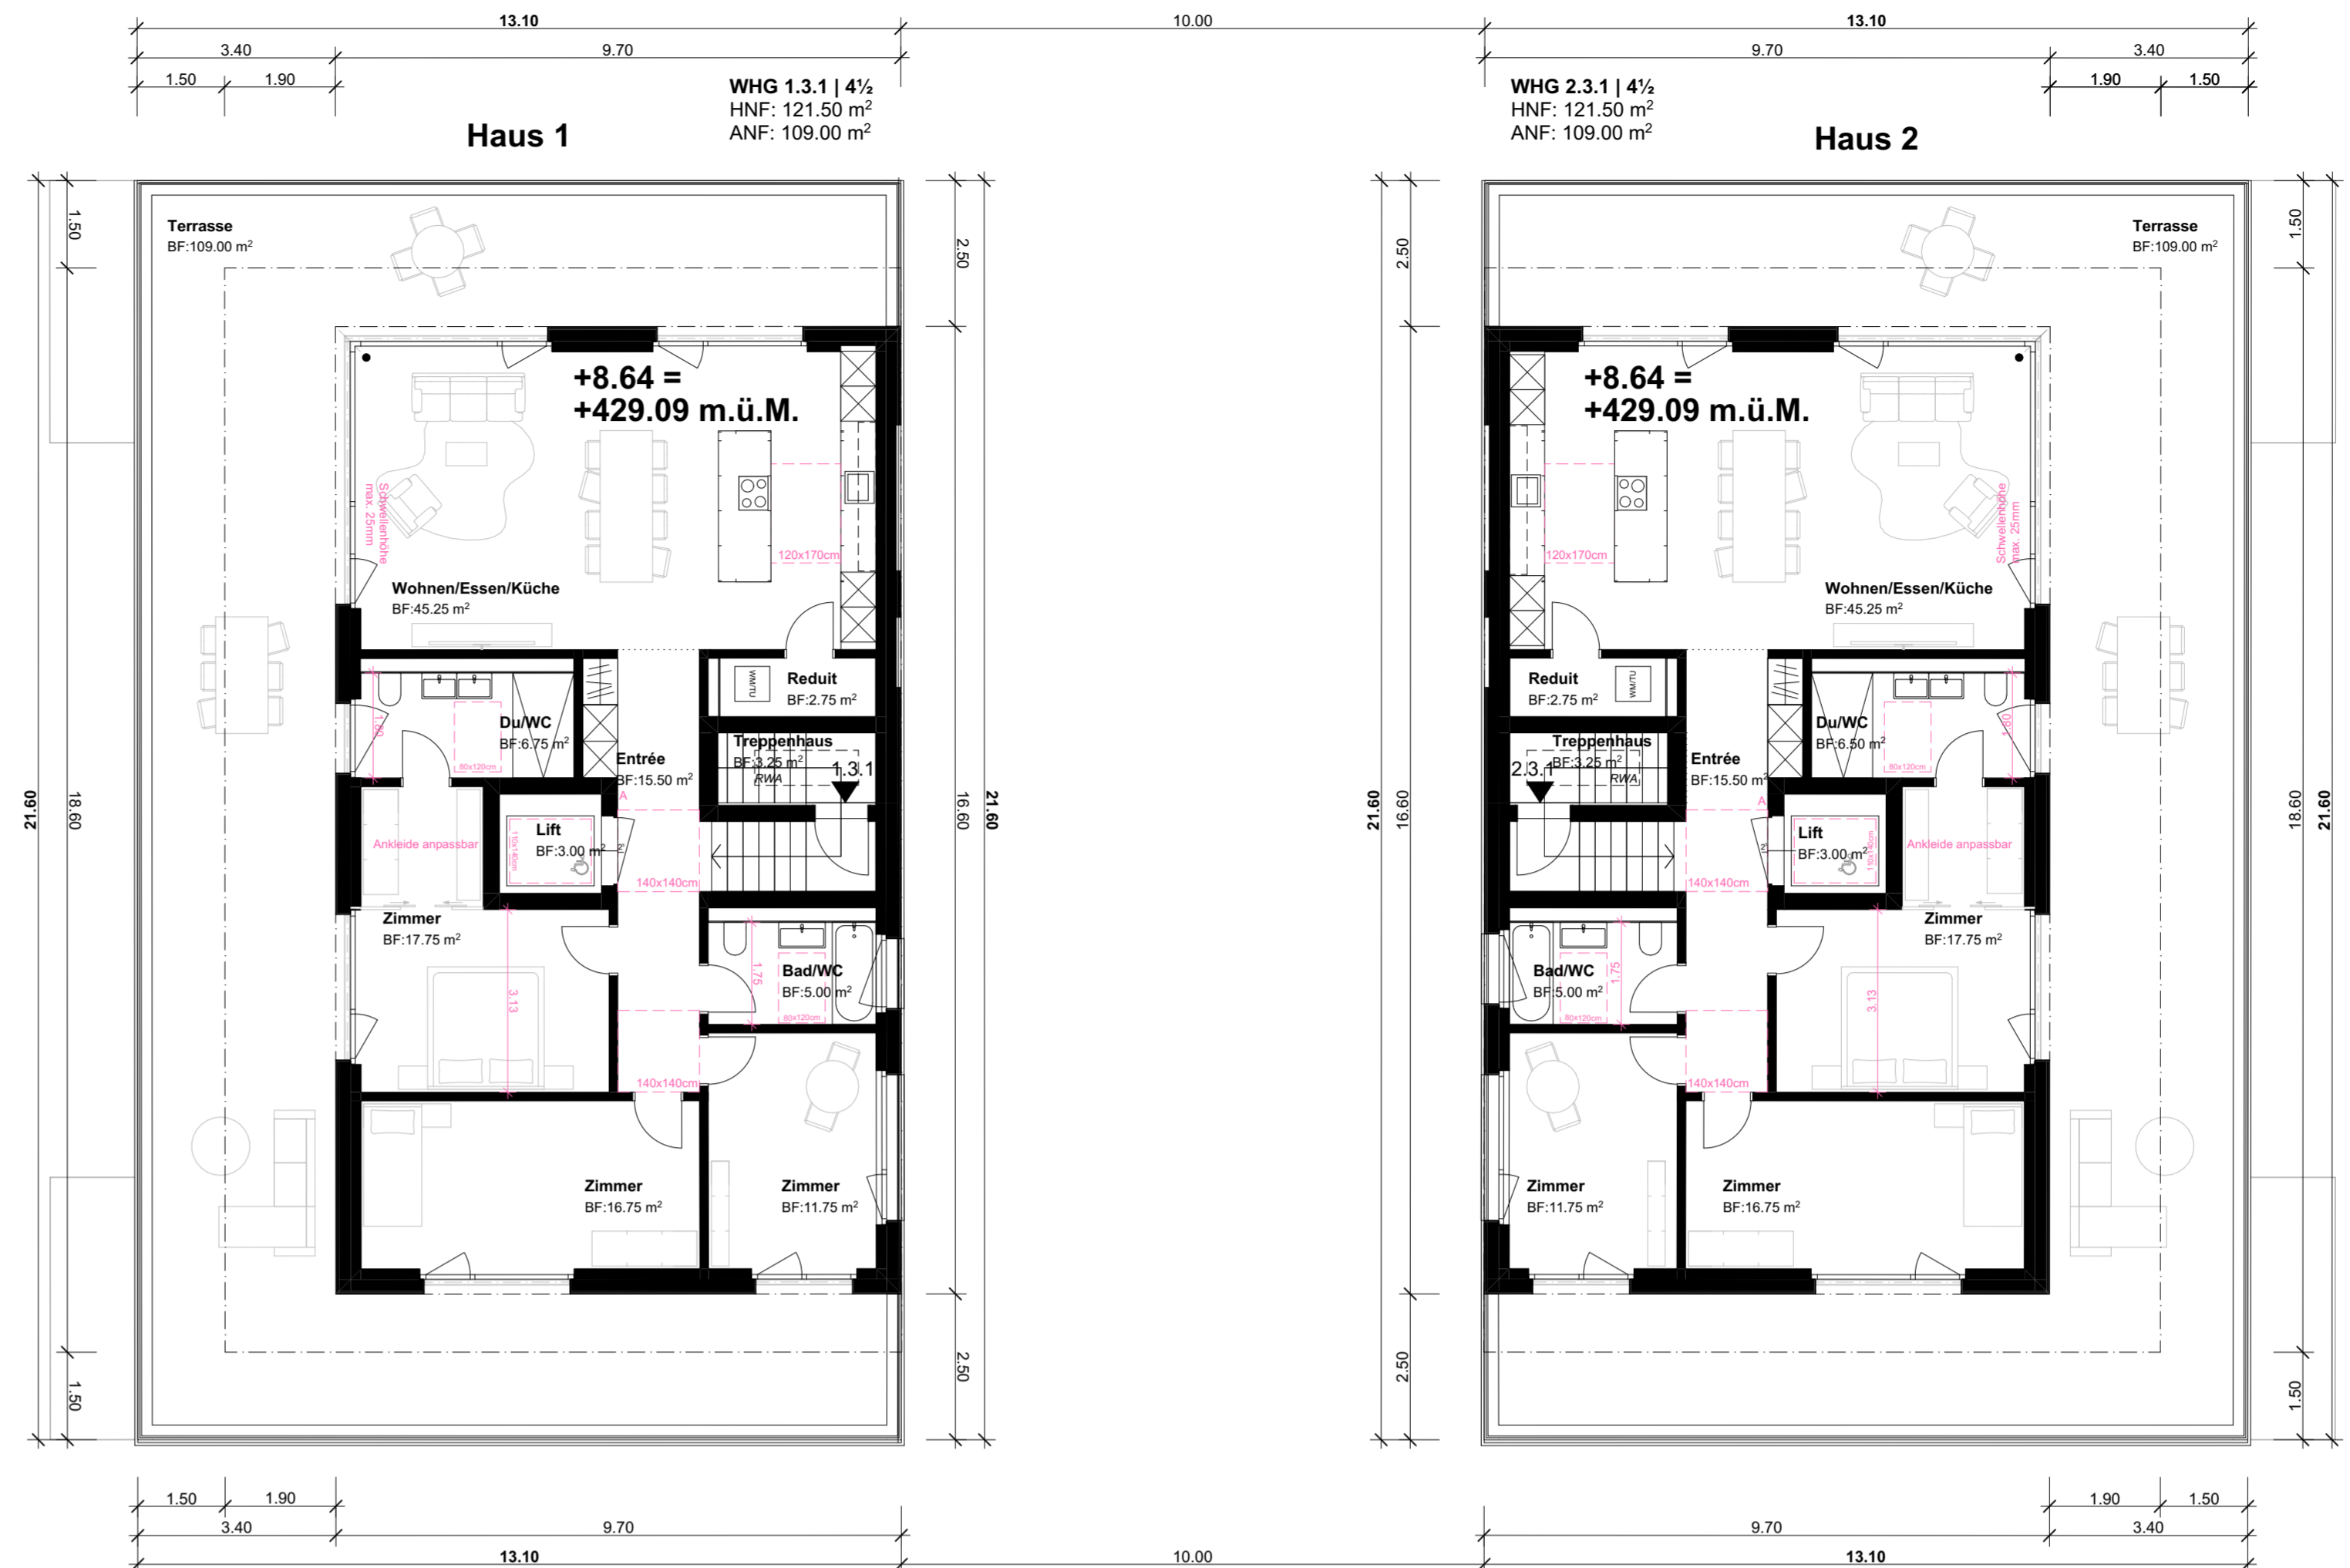 13.10
10.00
13.10
3.40
9.70
9.70
3.40
1.50
1.90
1.90
1.50
WHG 1.3.1 | 4½
HNF: 121.50 m²
ANF: 109.00 m²
WHG 2.3.1 | 4½
HNF: 121.50 m²
ANF: 109.00 m²
Haus 1
Haus 2
21.60
1.50
18.60
1.50
Terrasse
BF:109.00 m²
+8.64 =
+429.09 m.ü.M.
Schwellenhöhe
max. 25mm
120x170cm
Wohnen/Essen/Küche
BF:45.25 m²
WM/TU
Reduit
BF:2.75 m²
1.80
Du/WC
BF:6.75 m²
80x120cm
Entrée
BF:15.50 m²
A
Treppenhaus
BF:3.25 m²
RWA
1.3.1
Ankleide anpassbar
Lift
BF:3.00 m²
110x140cm
140x140cm
Zimmer
BF:17.75 m²
3.13
1.75
Bad/WC
BF:5.00 m²
80x120cm
140x140cm
Zimmer
BF:16.75 m²
Zimmer
BF:11.75 m²
2.50
16.60
21.60
2.50
21.60
2.50
16.60
2.50
Terrasse
BF:109.00 m²
+8.64 =
+429.09 m.ü.M.
Schwellenhöhe
max. 25mm
120x170cm
Wohnen/Essen/Küche
BF:45.25 m²
Reduit
BF:2.75 m²
WM/TU
Du/WC
BF:6.50 m²
1.80
80x120cm
Treppenhaus
BF:3.25 m²
RWA
2.3.1
Entrée
BF:15.50 m²
A
Lift
BF:3.00 m²
110x140cm
Ankleide anpassbar
140x140cm
Zimmer
BF:17.75 m²
3.13
Bad/WC
BF:5.00 m²
1.75
80x120cm
140x140cm
Zimmer
BF:11.75 m²
Zimmer
BF:16.75 m²
1.50
18.60
21.60
1.50
1.50
1.90
1.90
1.50
3.40
9.70
9.70
3.40
13.10
10.00
13.10